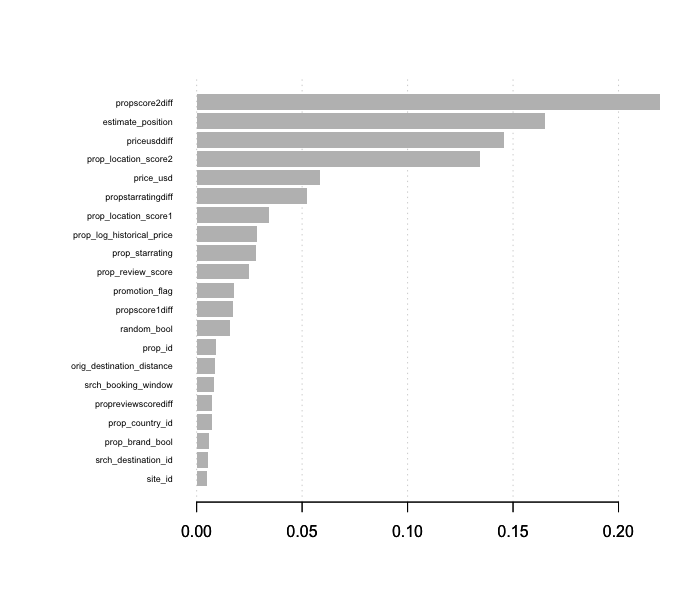 propscore2diff
estimate_position
priceusddiff
prop_location_score2
price_usd
propstarratingdiff
prop_location_score1
prop_log_historical_price
prop_starrating
prop_review_score
promotion_flag
propscore1diff
random_bool
prop_id
orig_destination_distance
srch_booking_window
propreviewscorediff
prop_country_id
prop_brand_bool
srch_destination_id
site_id
0.00 0.05 0.10 0.15 0.20